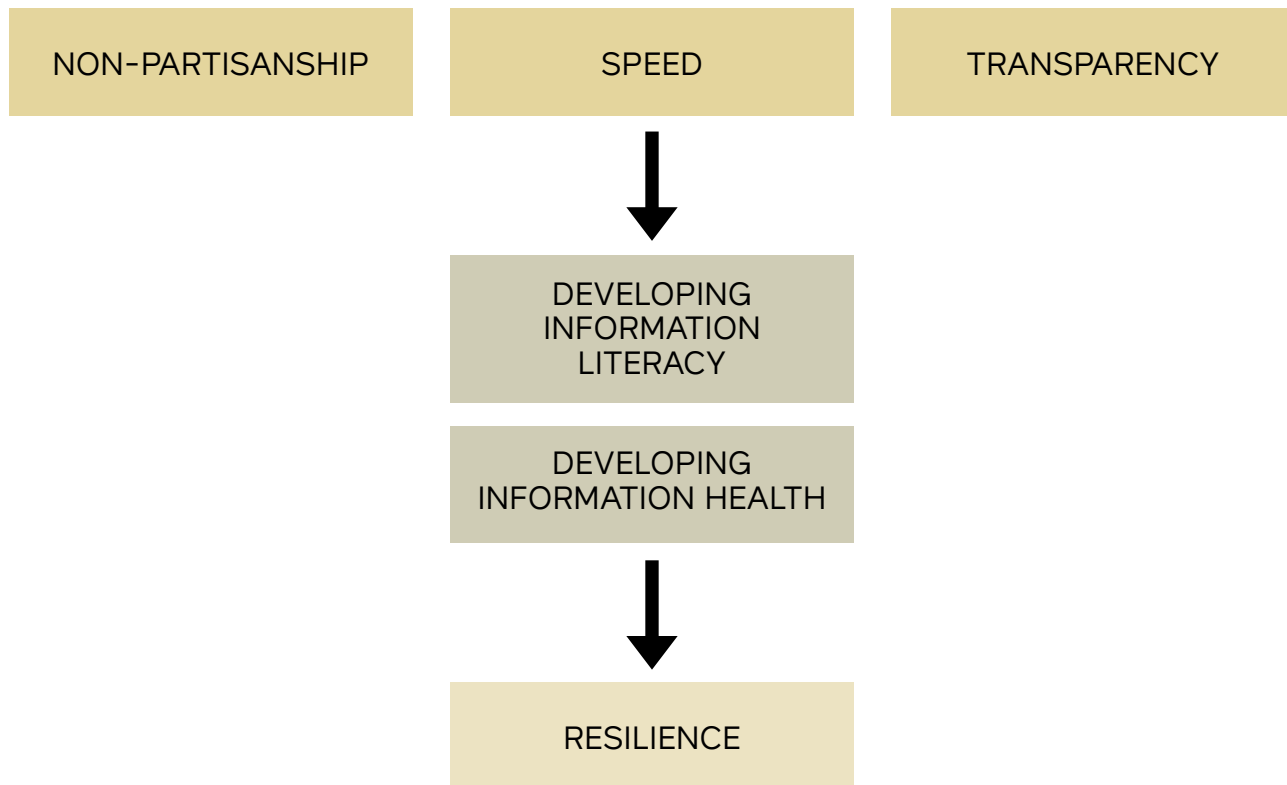 NON-PARTISANSHIP
SPEED
TRANSPARENCY
DEVELOPING
INFORMATION
LITERACY
DEVELOPING
INFORMATION HEALTH
RESILIENCE